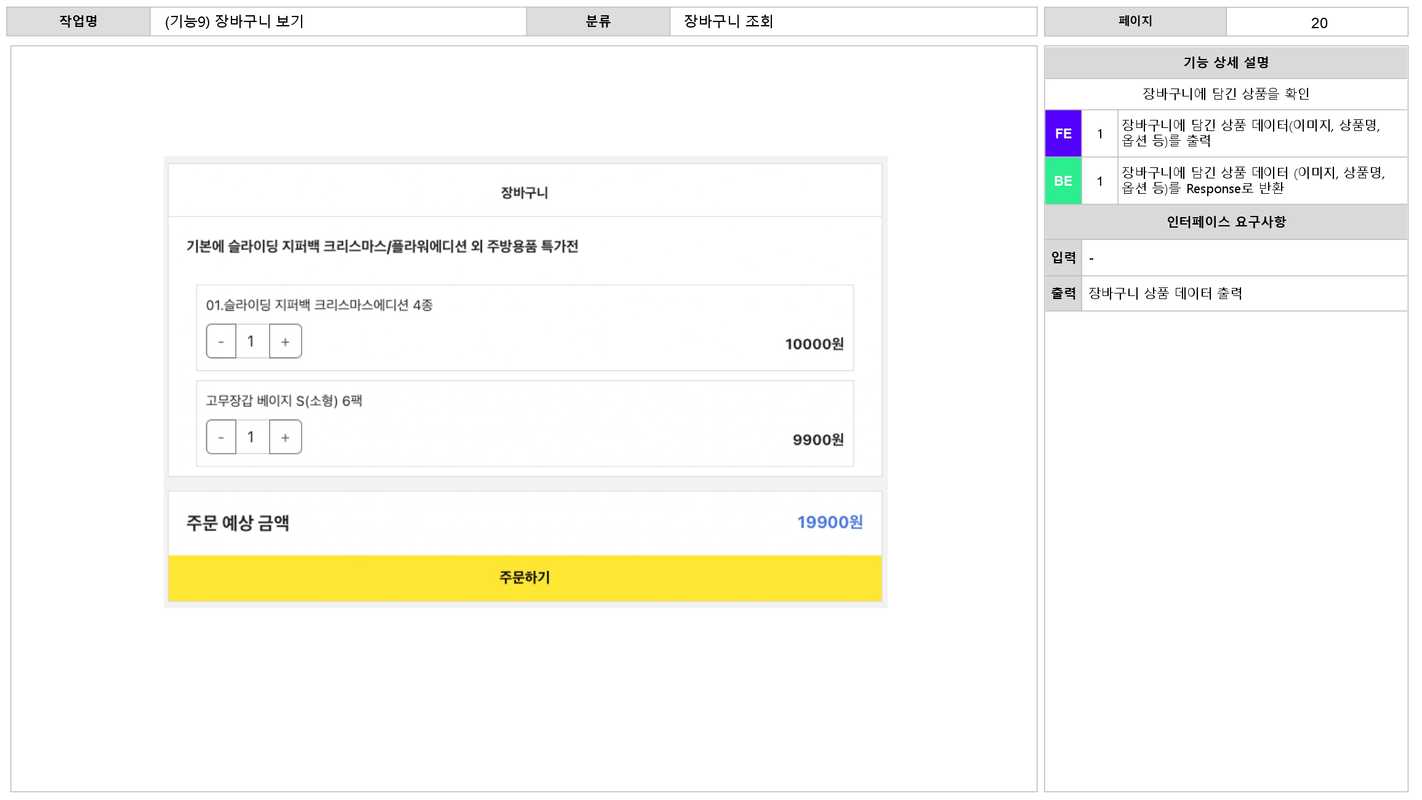 작업명 (기능9) 장바구니 보기 분류 장바구니 조회 페이지 20
장바구니
기본에 슬라이딩 지퍼백 크리스마스/플라워에디션 외 주방용품 특가전
01.슬라이딩 지퍼백 크리스마스에디션 4종
- 1 + 10000원
고무장갑 베이지 S(소형) 6팩
- 1 + 9900원
주문 예상 금액 19900원
주문하기
기능 상세 설명
장바구니에 담긴 상품을 확인
FE 1 장바구니에 담긴 상품 데이터(이미지, 상품명,
옵션 등)를 출력
BE 1 장바구니에 담긴 상품 데이터 (이미지, 상품명,
옵션 등)를 Response로 반환
인터페이스 요구사항
입력 -
출력 장바구니 상품 데이터 출력